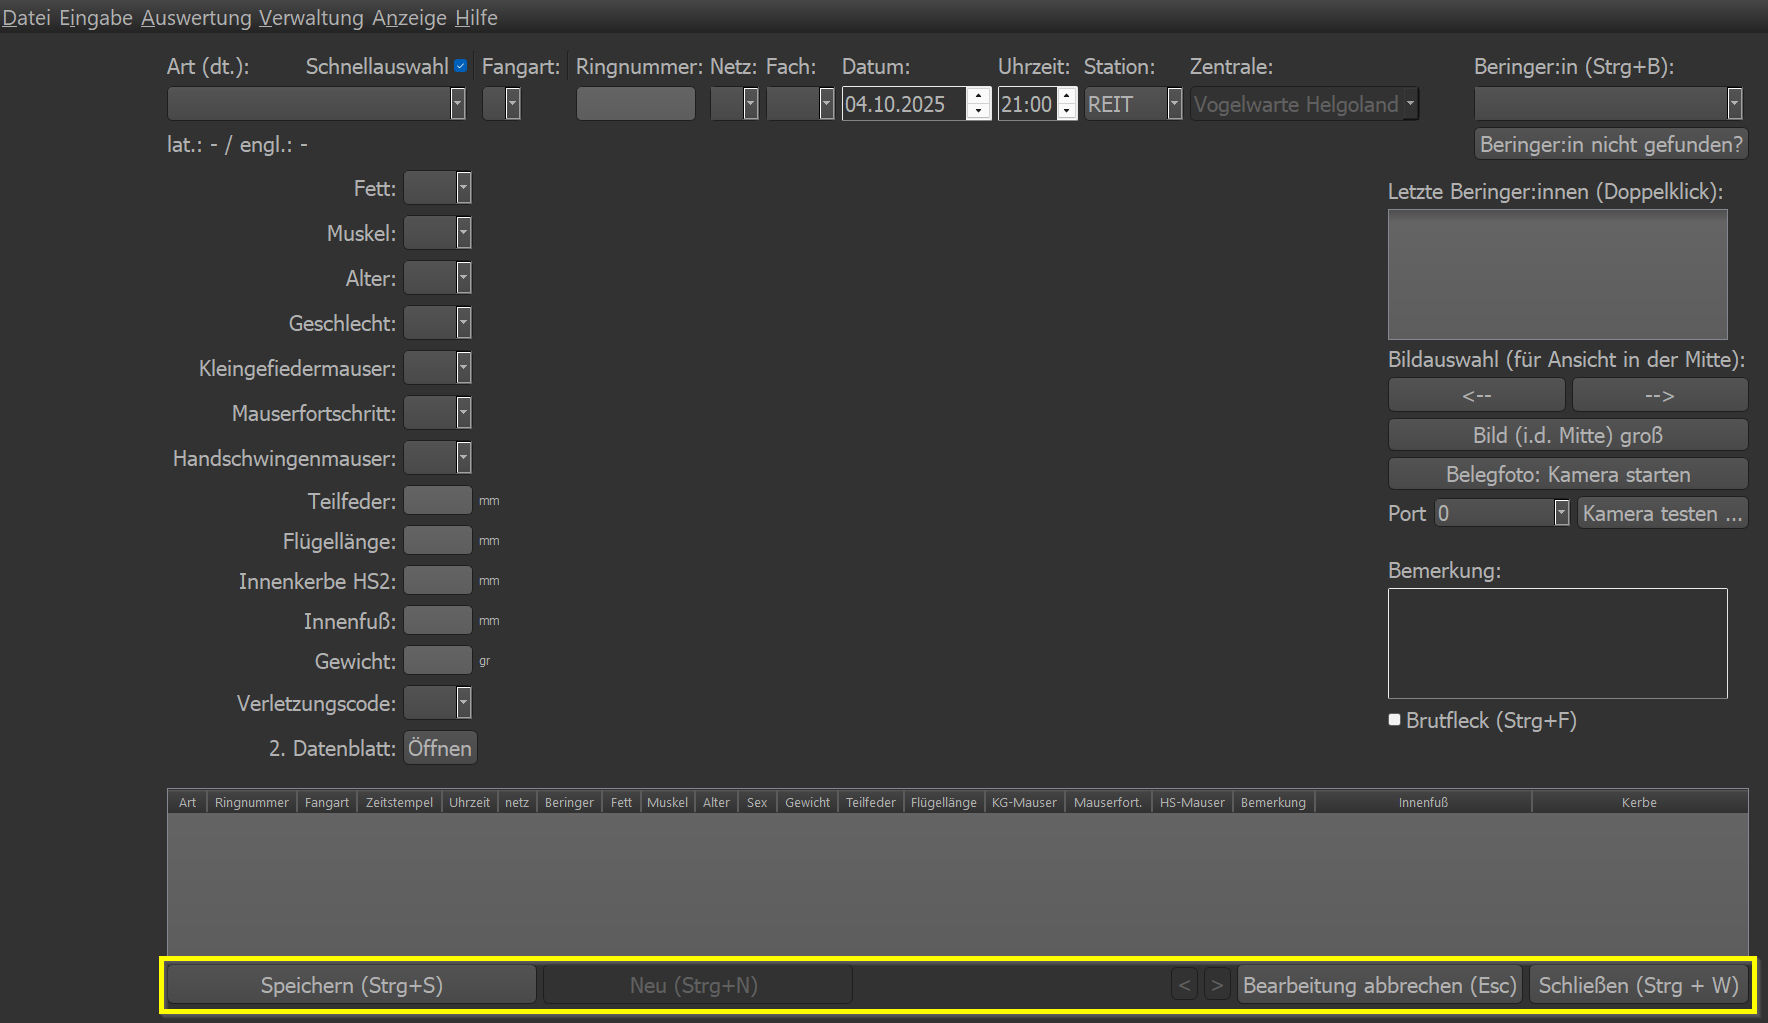 Datei Eingabe Auswertung Verwaltung Anzeige Hilfe
Art (dt.): Schnellauswahl Fangart: Ringnummer: Netz: Fach: Datum: Uhrzeit: Station: Zentrale: Beringer:in (Strg+B):
04.10.2025 21:00 REIT Vogelwarte Helgoland
lat.: - / engl.: - Beringer:in nicht gefunden?
Fett: Letzte Beringer:innen (Doppelklick):
Muskel:
Alter:
Geschlecht:
Kleingefiedermauser: Bildauswahl (für Ansicht in der Mitte):
<-- -->
Mauserfortschritt: Bild (i.d. Mitte) groß
Handschwingenmauser: Belegfoto: Kamera starten
Teilfeder: mm Port 0 Kamera testen ...
Flügellänge: mm
Innenkerbe HS2: mm Bemerkung:
Innenfuß: mm
Gewicht: gr
Verletzungscode: Brutfleck (Strg+F)
2. Datenblatt: Öffnen
Art Ringnummer Fangart Zeitstempel Uhrzeit netz Beringer Fett Muskel Alter Sex Gewicht Teilfeder Flügellänge KG-Mauser Mauserfort. HS-Mauser Bemerkung Innenfuß Kerbe
Speichern (Strg+S) Neu (Strg+N) < > Bearbeitung abbrechen (Esc) Schließen (Strg + W)